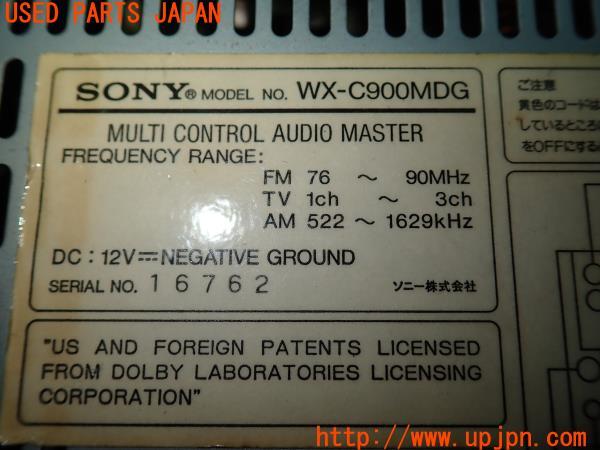 USED PARTS JAPAN
SONY® MODEL NO. WX-C900MDG
MULTI CONTROL AUDIO MASTER
FREQUENCY RANGE:
FM 76 ～ 90MHz
TV 1ch ～ 3ch
AM 522 ～ 1629kHz
DC : 12V⎓NEGATIVE GROUND
SERIAL NO. 16762
ソニー株式会社
"US AND FOREIGN PATENTS LICENSED
FROM DOLBY LABORATORIES LICENSING
CORPORATION"
ご注意
黄色のコードは
しているところに
をOFFにする
http://www.upjpn.com